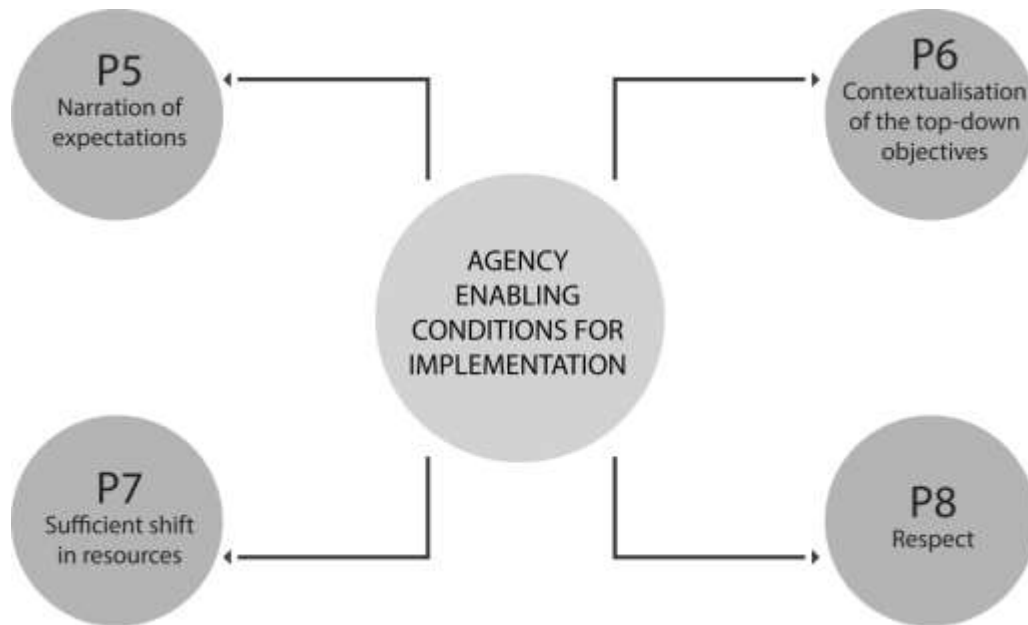 P5
Narration of
expectations
P6
Contextualisation
of the top-down
objectives
AGENCY
ENABLING
CONDITIONS FOR
IMPLEMENTATION
P7
Sufficient shift
in resources
P8
Respect